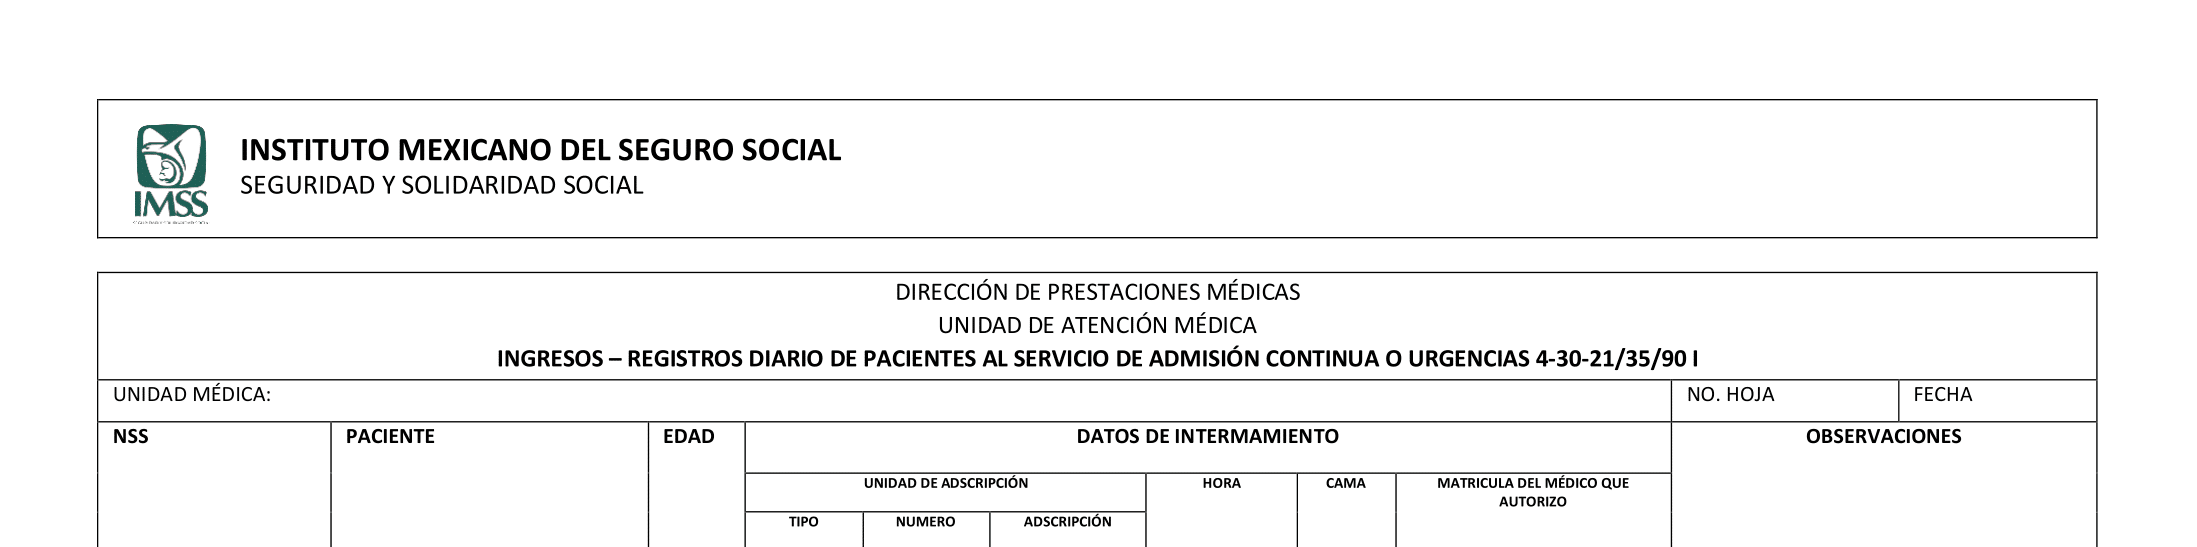 INSTITUTO MEXICANO DEL SEGURO SOCIAL
SEGURIDAD Y SOLIDARIDAD SOCIAL
IMSS
DIRECCIÓN DE PRESTACIONES MÉDICAS
UNIDAD DE ATENCIÓN MÉDICA
INGRESOS – REGISTROS DIARIO DE PACIENTES AL SERVICIO DE ADMISIÓN CONTINUA O URGENCIAS 4-30-21/35/90 I
UNIDAD MÉDICA: NO. HOJA FECHA
NSS PACIENTE EDAD DATOS DE INTERMAMIENTO OBSERVACIONES
UNIDAD DE ADSCRIPCIÓN HORA CAMA MATRICULA DEL MÉDICO QUE
AUTORIZO
TIPO NUMERO ADSCRIPCIÓN